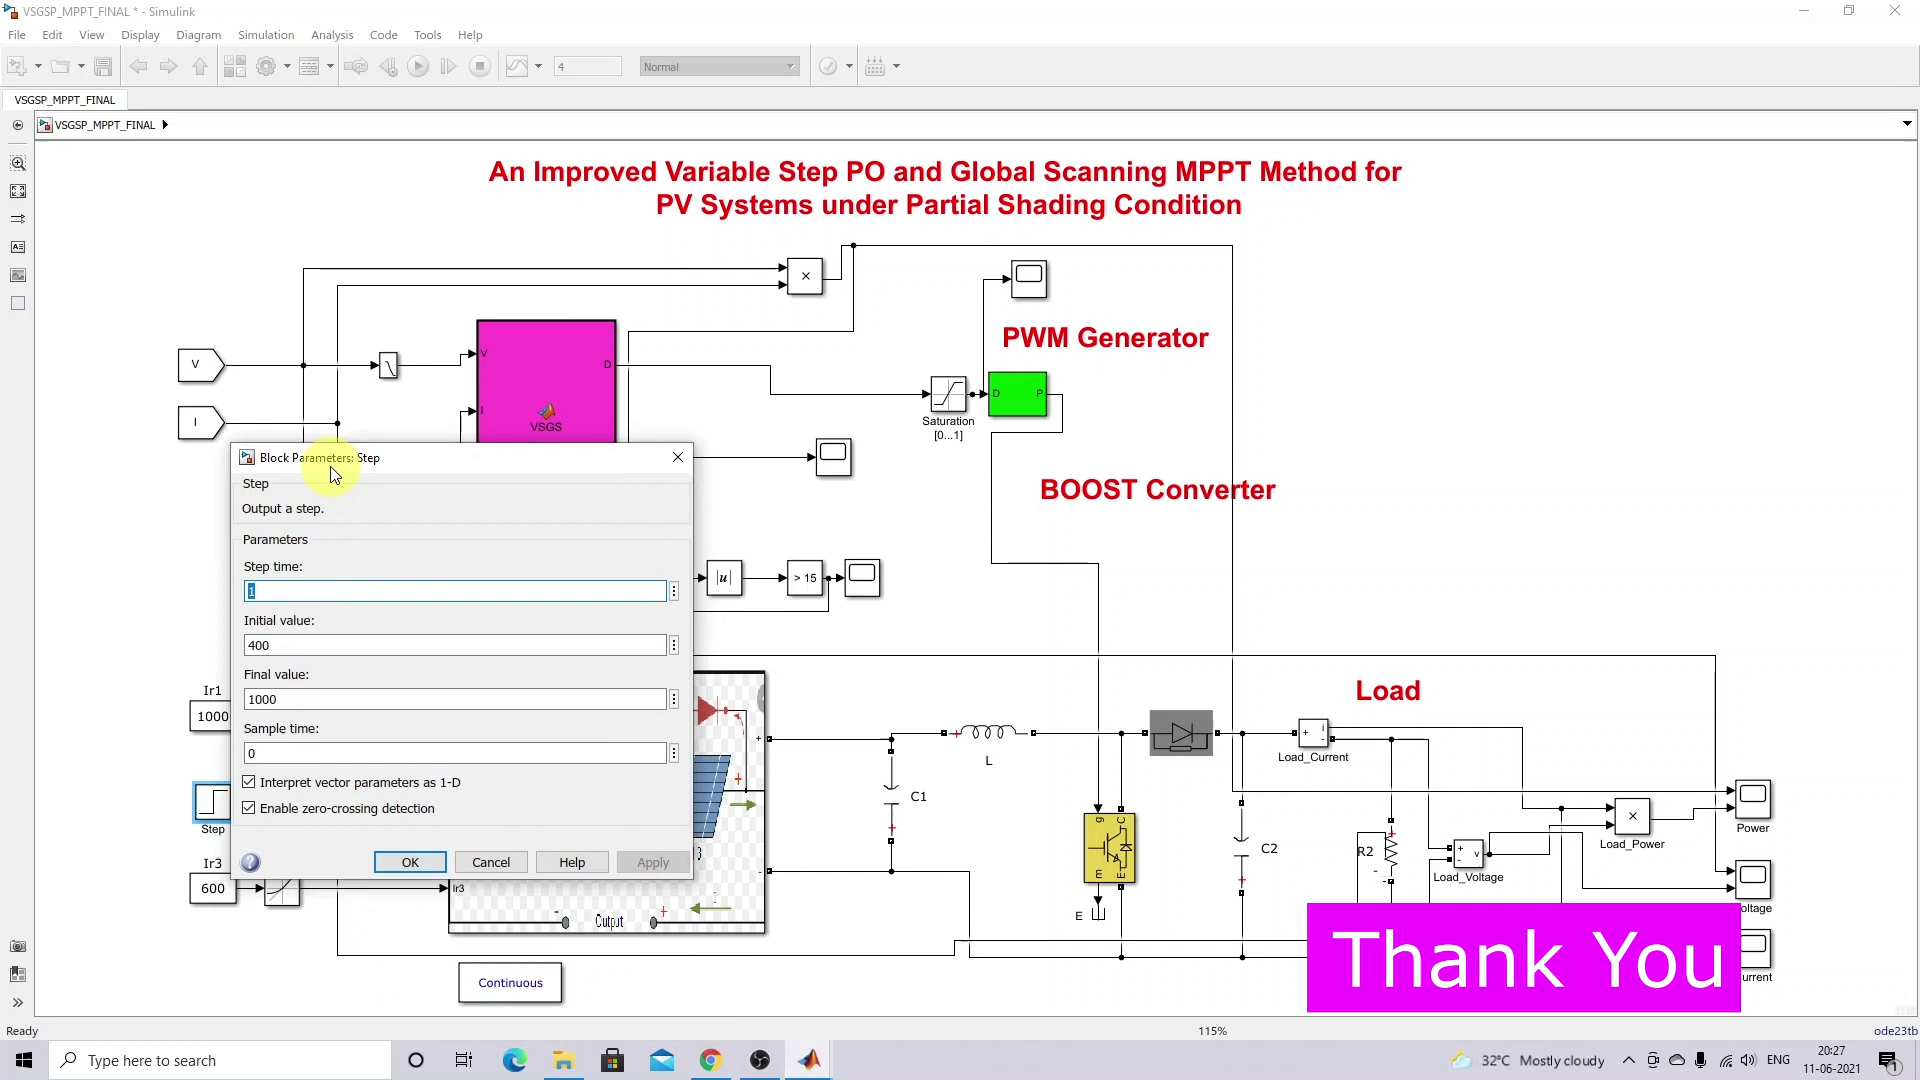 VSGSP_MPPT_FINAL * - Simulink
File Edit View Display Diagram Simulation Analysis Code Tools Help
4 Normal
VSGSP_MPPT_FINAL
VSGSP_MPPT_FINAL
An Improved Variable Step PO and Global Scanning MPPT Method for
PV Systems under Partial Shading Condition
×
PWM Generator
V
V
D
D P
I
I
VSGS
Saturation
[0...1]
Block Parameters: Step
Step
Output a step.
BOOST Converter
Parameters
Step time:
1
|u|
> 15
Initial value:
400
Final value:
1000
Sample time:
0
Interpret vector parameters as 1-D
Enable zero-crossing detection
OK Cancel Help Apply
Ir1
1000
Step
Ir3
600
Ir3
+
-
- Output +
Continuous
L
C1
g C
m E
E
C2
Load
+ i
-
Load_Current
R2
+ v
-
Load_Voltage
×
Load_Power
Power
oltage
urrent
Thank You
Ready 115% ode23tb
Type here to search
32°C Mostly cloudy ENG
20:27
11-06-2021
1